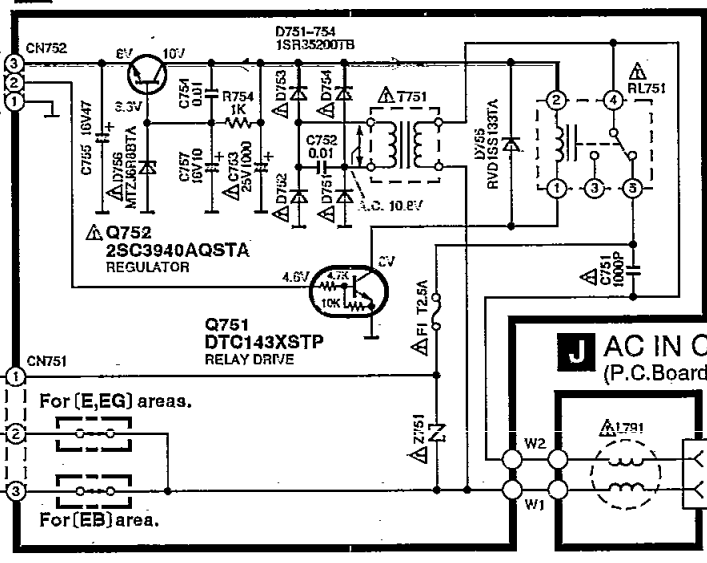 CN752
3
2
1
6V
10V
3.3V
C755 16V47
D756
MTZJ6R8BTA
C754
0.01
R754
1K
C757
16V10
C753
25V1000
D751-754
1SR35200TB
D753
D754
C752
0.01
D752
D751
T751
A.C. 10.8V
D755
RVD1SS133TA
RL751
2
4
1
3
5
C751
1000P
Q752
2SC3940AQSTA
REGULATOR
4.6V
4.7K
10K
0V
Q751
DTC143XSTP
RELAY DRIVE
F1 T2.5A
CN751
1
2
3
For (E,EG) areas.
For (EB) area.
Z751
W2
W1
J AC IN C
(P.C.Board
L791